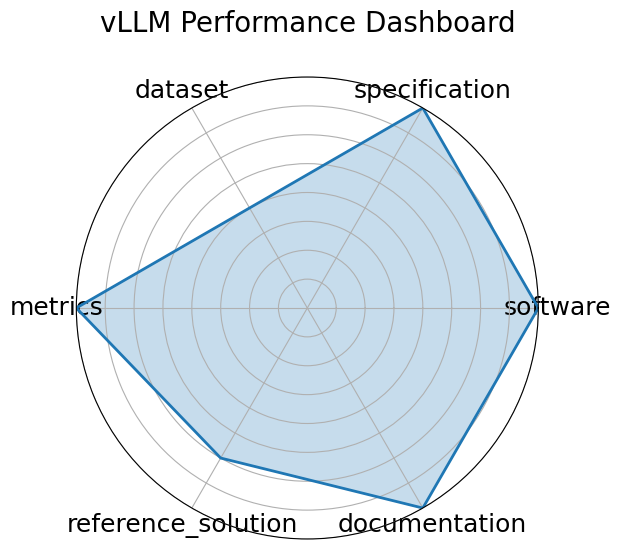 vLLM Performance Dashboard
dataset
specification
metrics
software
reference_solution
documentation